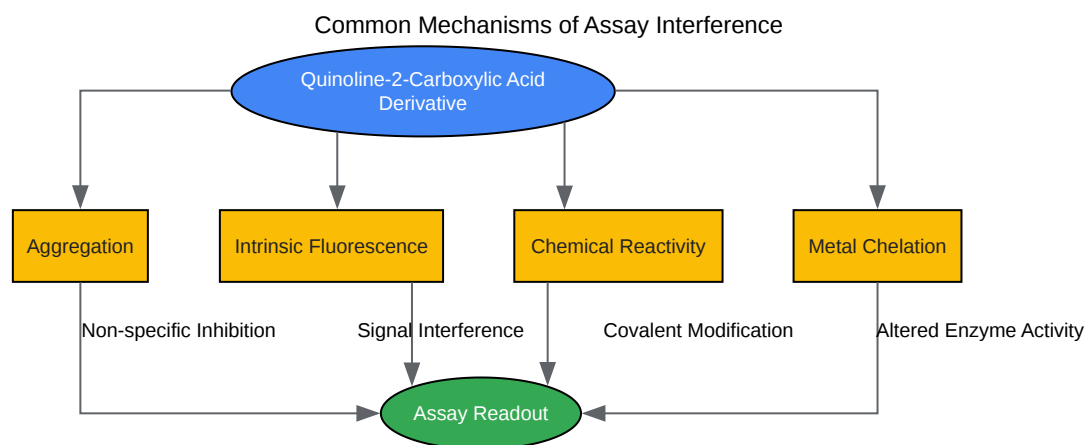 Common Mechanisms of Assay Interference
Quinoline-2-Carboxylic Acid
Derivative
Aggregation
Intrinsic Fluorescence
Chemical Reactivity
Metal Chelation
Non-specific Inhibition
Signal Interference
Covalent Modification
Altered Enzyme Activity
Assay Readout